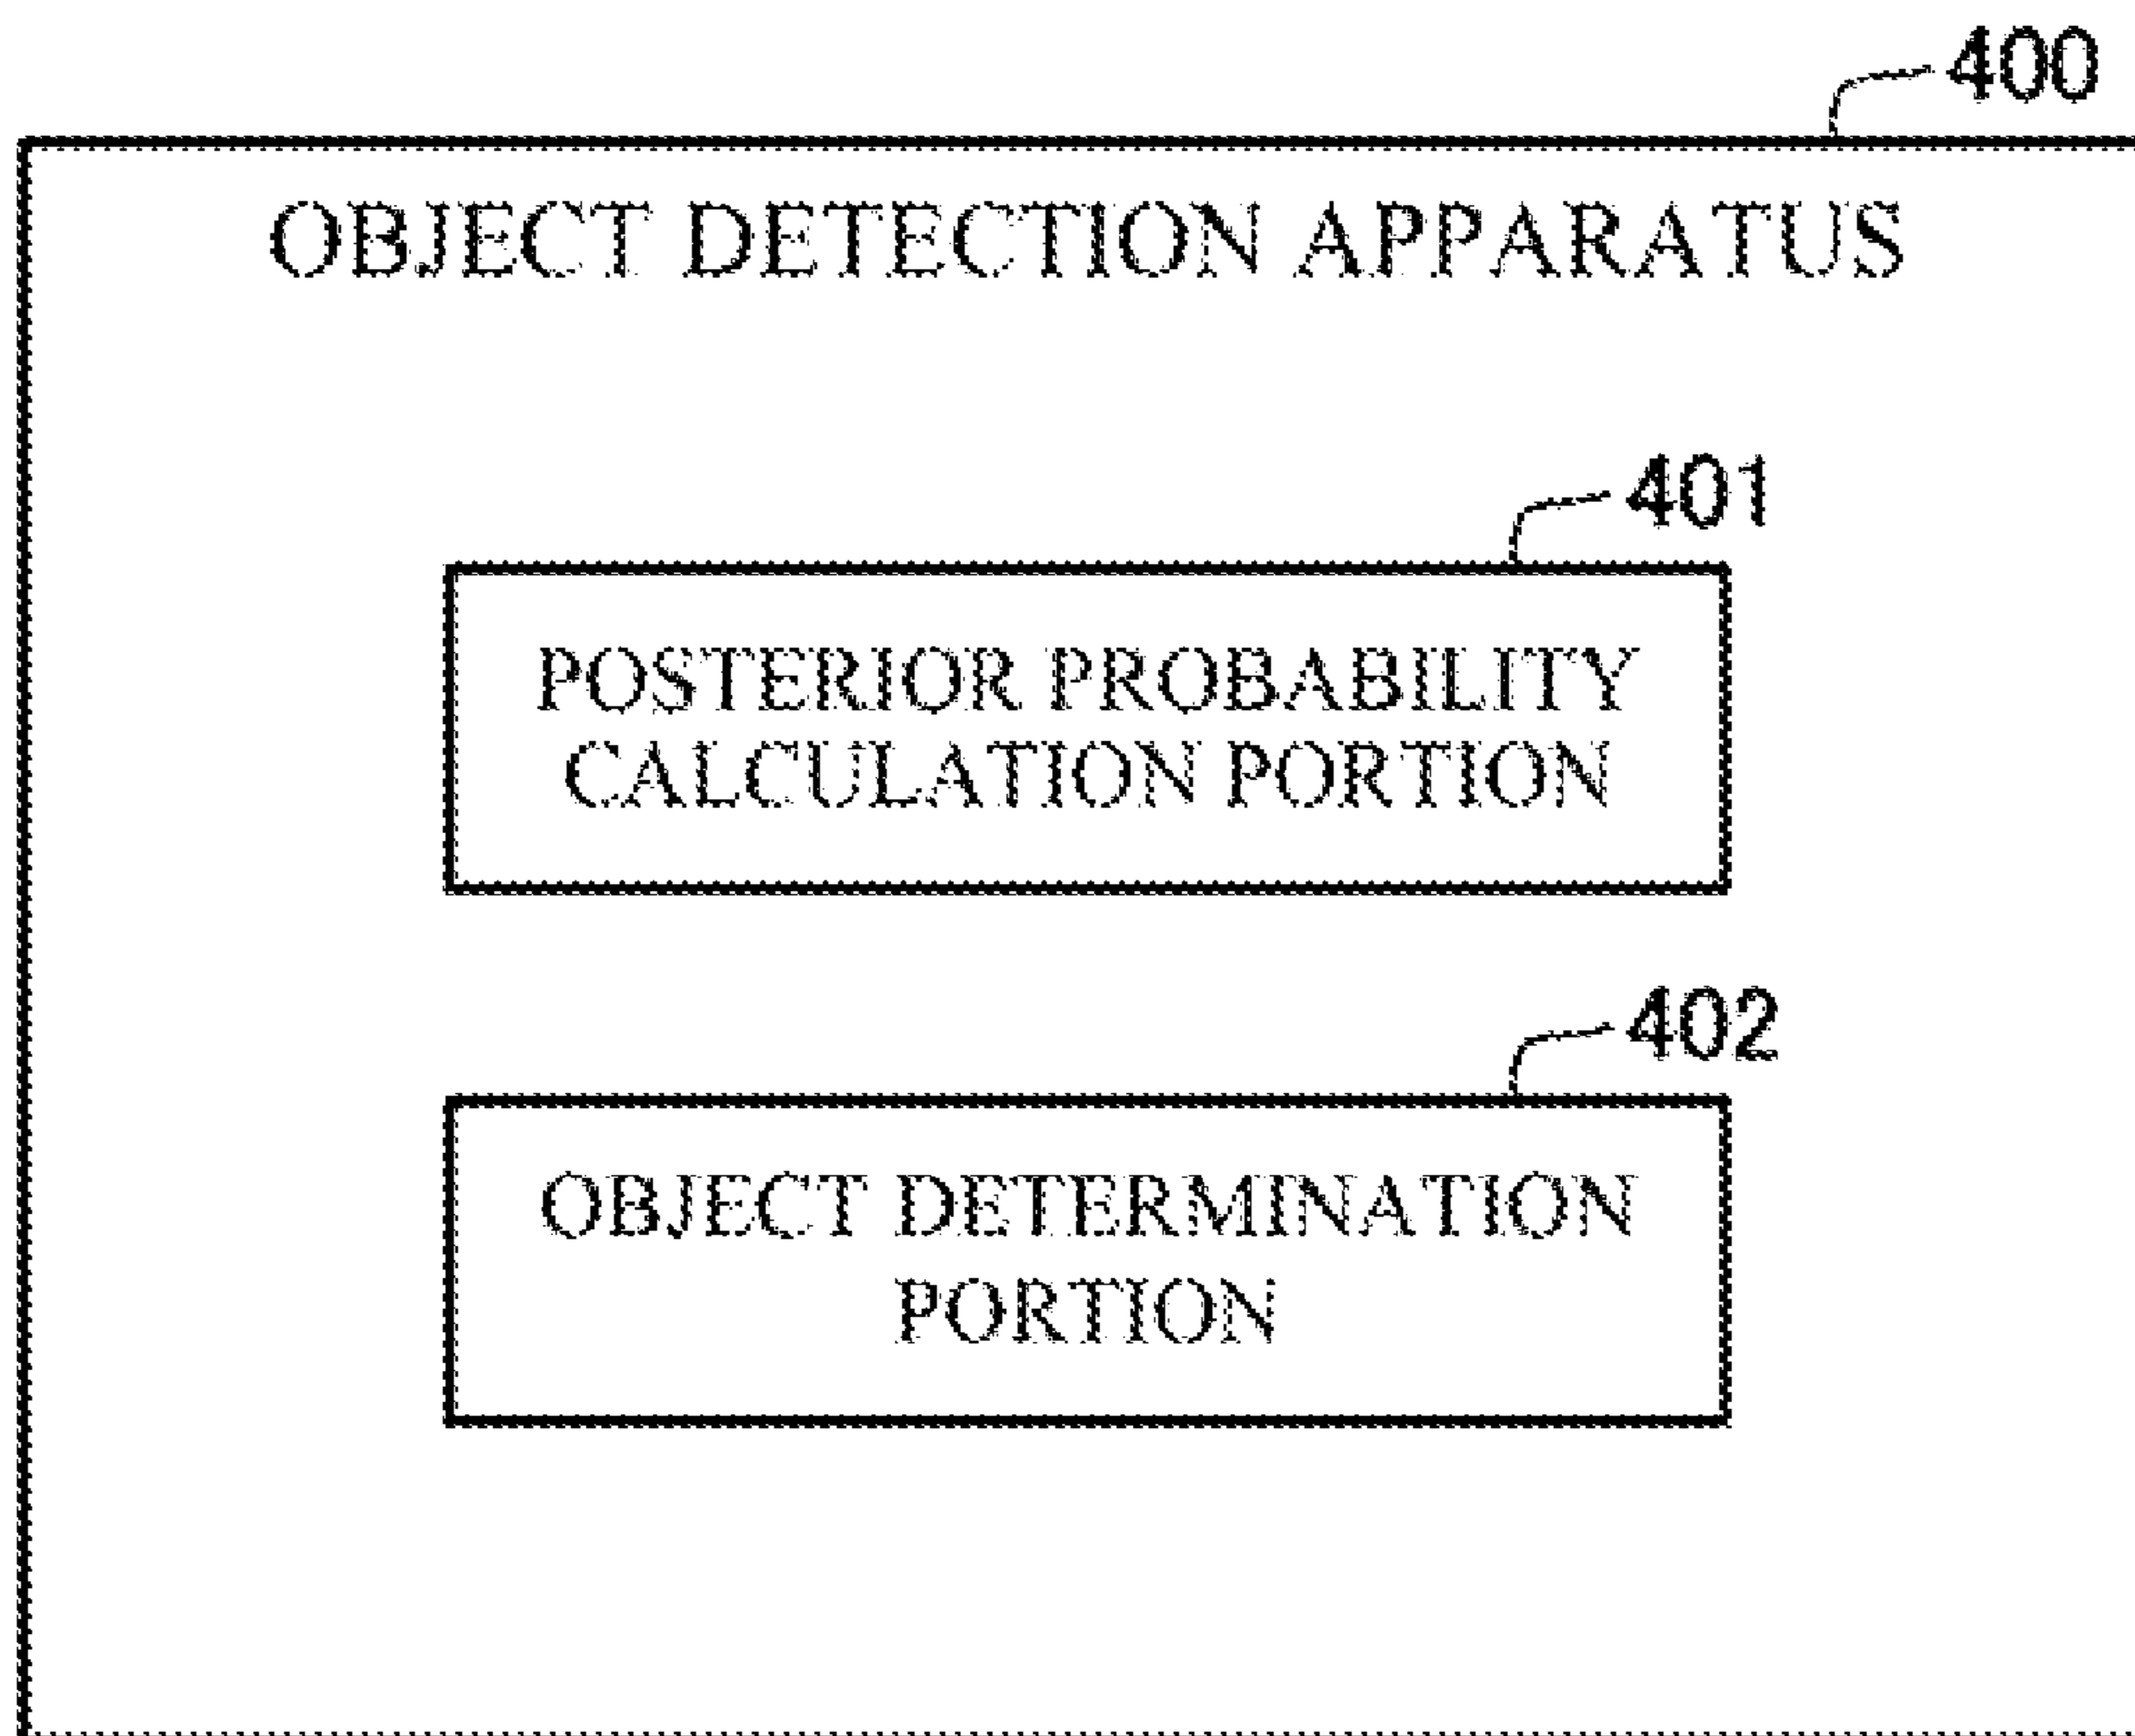 400
OBJECT DETECTION APPARATUS
401
POSTERIOR PROBABILITY
CALCULATION PORTION
402
OBJECT DETERMINATION
PORTION